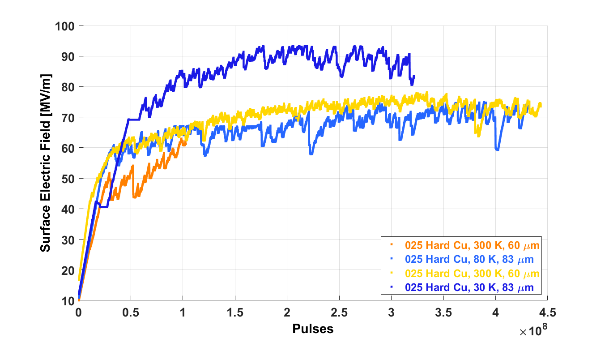 100
90
80
70
60
50
40
30
20
10
Surface Electric Field [MV/m]
025 Hard Cu, 300 K, 60 μm
025 Hard Cu, 80 K, 83 μm
025 Hard Cu, 300 K, 60 μm
025 Hard Cu, 30 K, 83 μm
0 0.5 1 1.5 2 2.5 3 3.5 4 4.5
Pulses
×10⁸